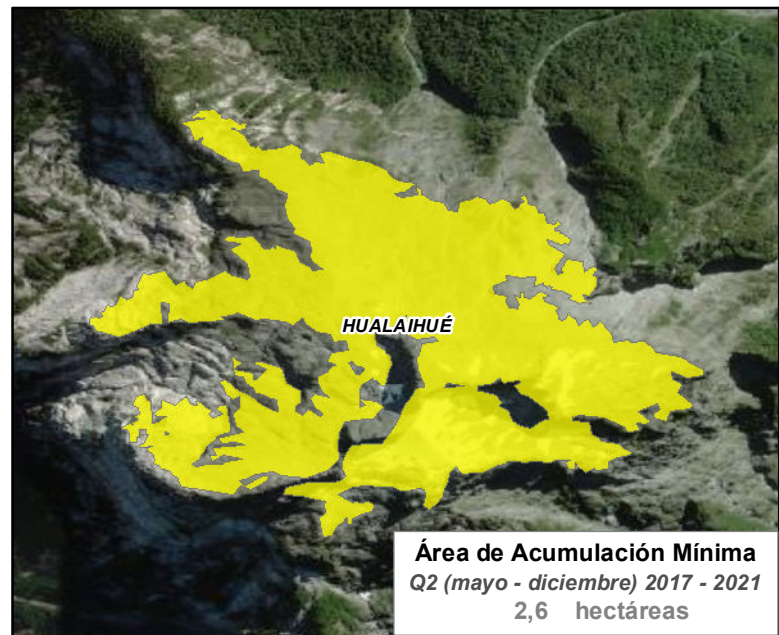 HUALAIHUÉ
Área de Acumulación Mínima
Q2 (mayo - diciembre) 2017 - 2021
2,6 hectáreas